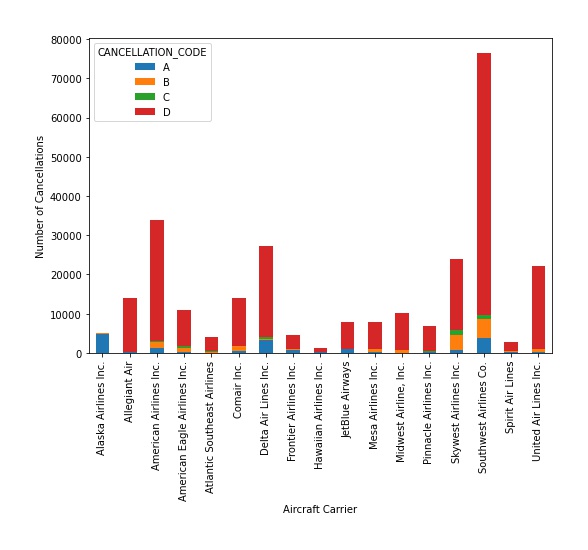 CANCELLATION_CODE
A
B
C
D
80000
70000
60000
50000
40000
30000
20000
10000
0
Number of Cancellations
Alaska Airlines Inc.
Allegiant Air
American Airlines Inc.
American Eagle Airlines Inc.
Atlantic Southeast Airlines
Comair Inc.
Delta Air Lines Inc.
Frontier Airlines Inc.
Hawaiian Airlines Inc.
JetBlue Airways
Mesa Airlines Inc.
Midwest Airline, Inc.
Pinnacle Airlines Inc.
Skywest Airlines Inc.
Southwest Airlines Co.
Spirit Air Lines
United Air Lines Inc.
Aircraft Carrier